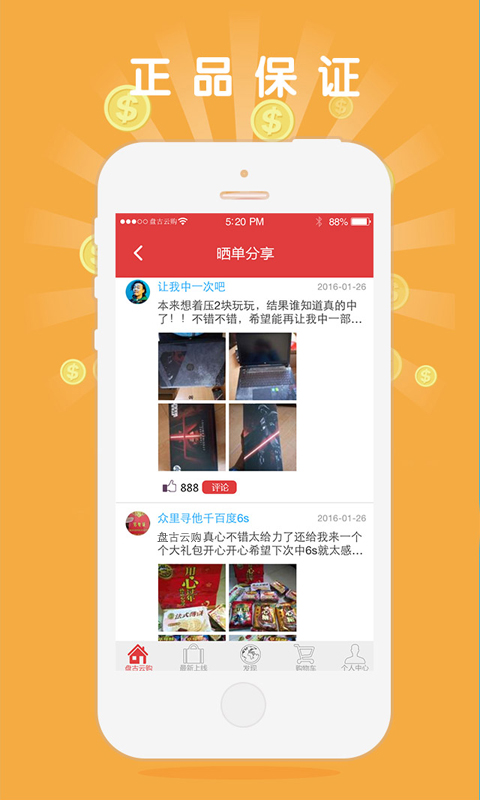 正品保证
盘古云购 5:20 PM 88%
晒单分享
让我中一次吧 2016-01-26
本来想着压2块玩玩，结果谁知道真的中
了！！不错不错，希望能再让我中一部…
888 评论
众里寻他千百度6s 2016-01-26
盘古云购真心不错太给力了还给我来一个
个大礼包开心开心希望下次中6s就太感…
用心
法式薄饼
盘古云购 最新上线 发现 购物车 个人中心